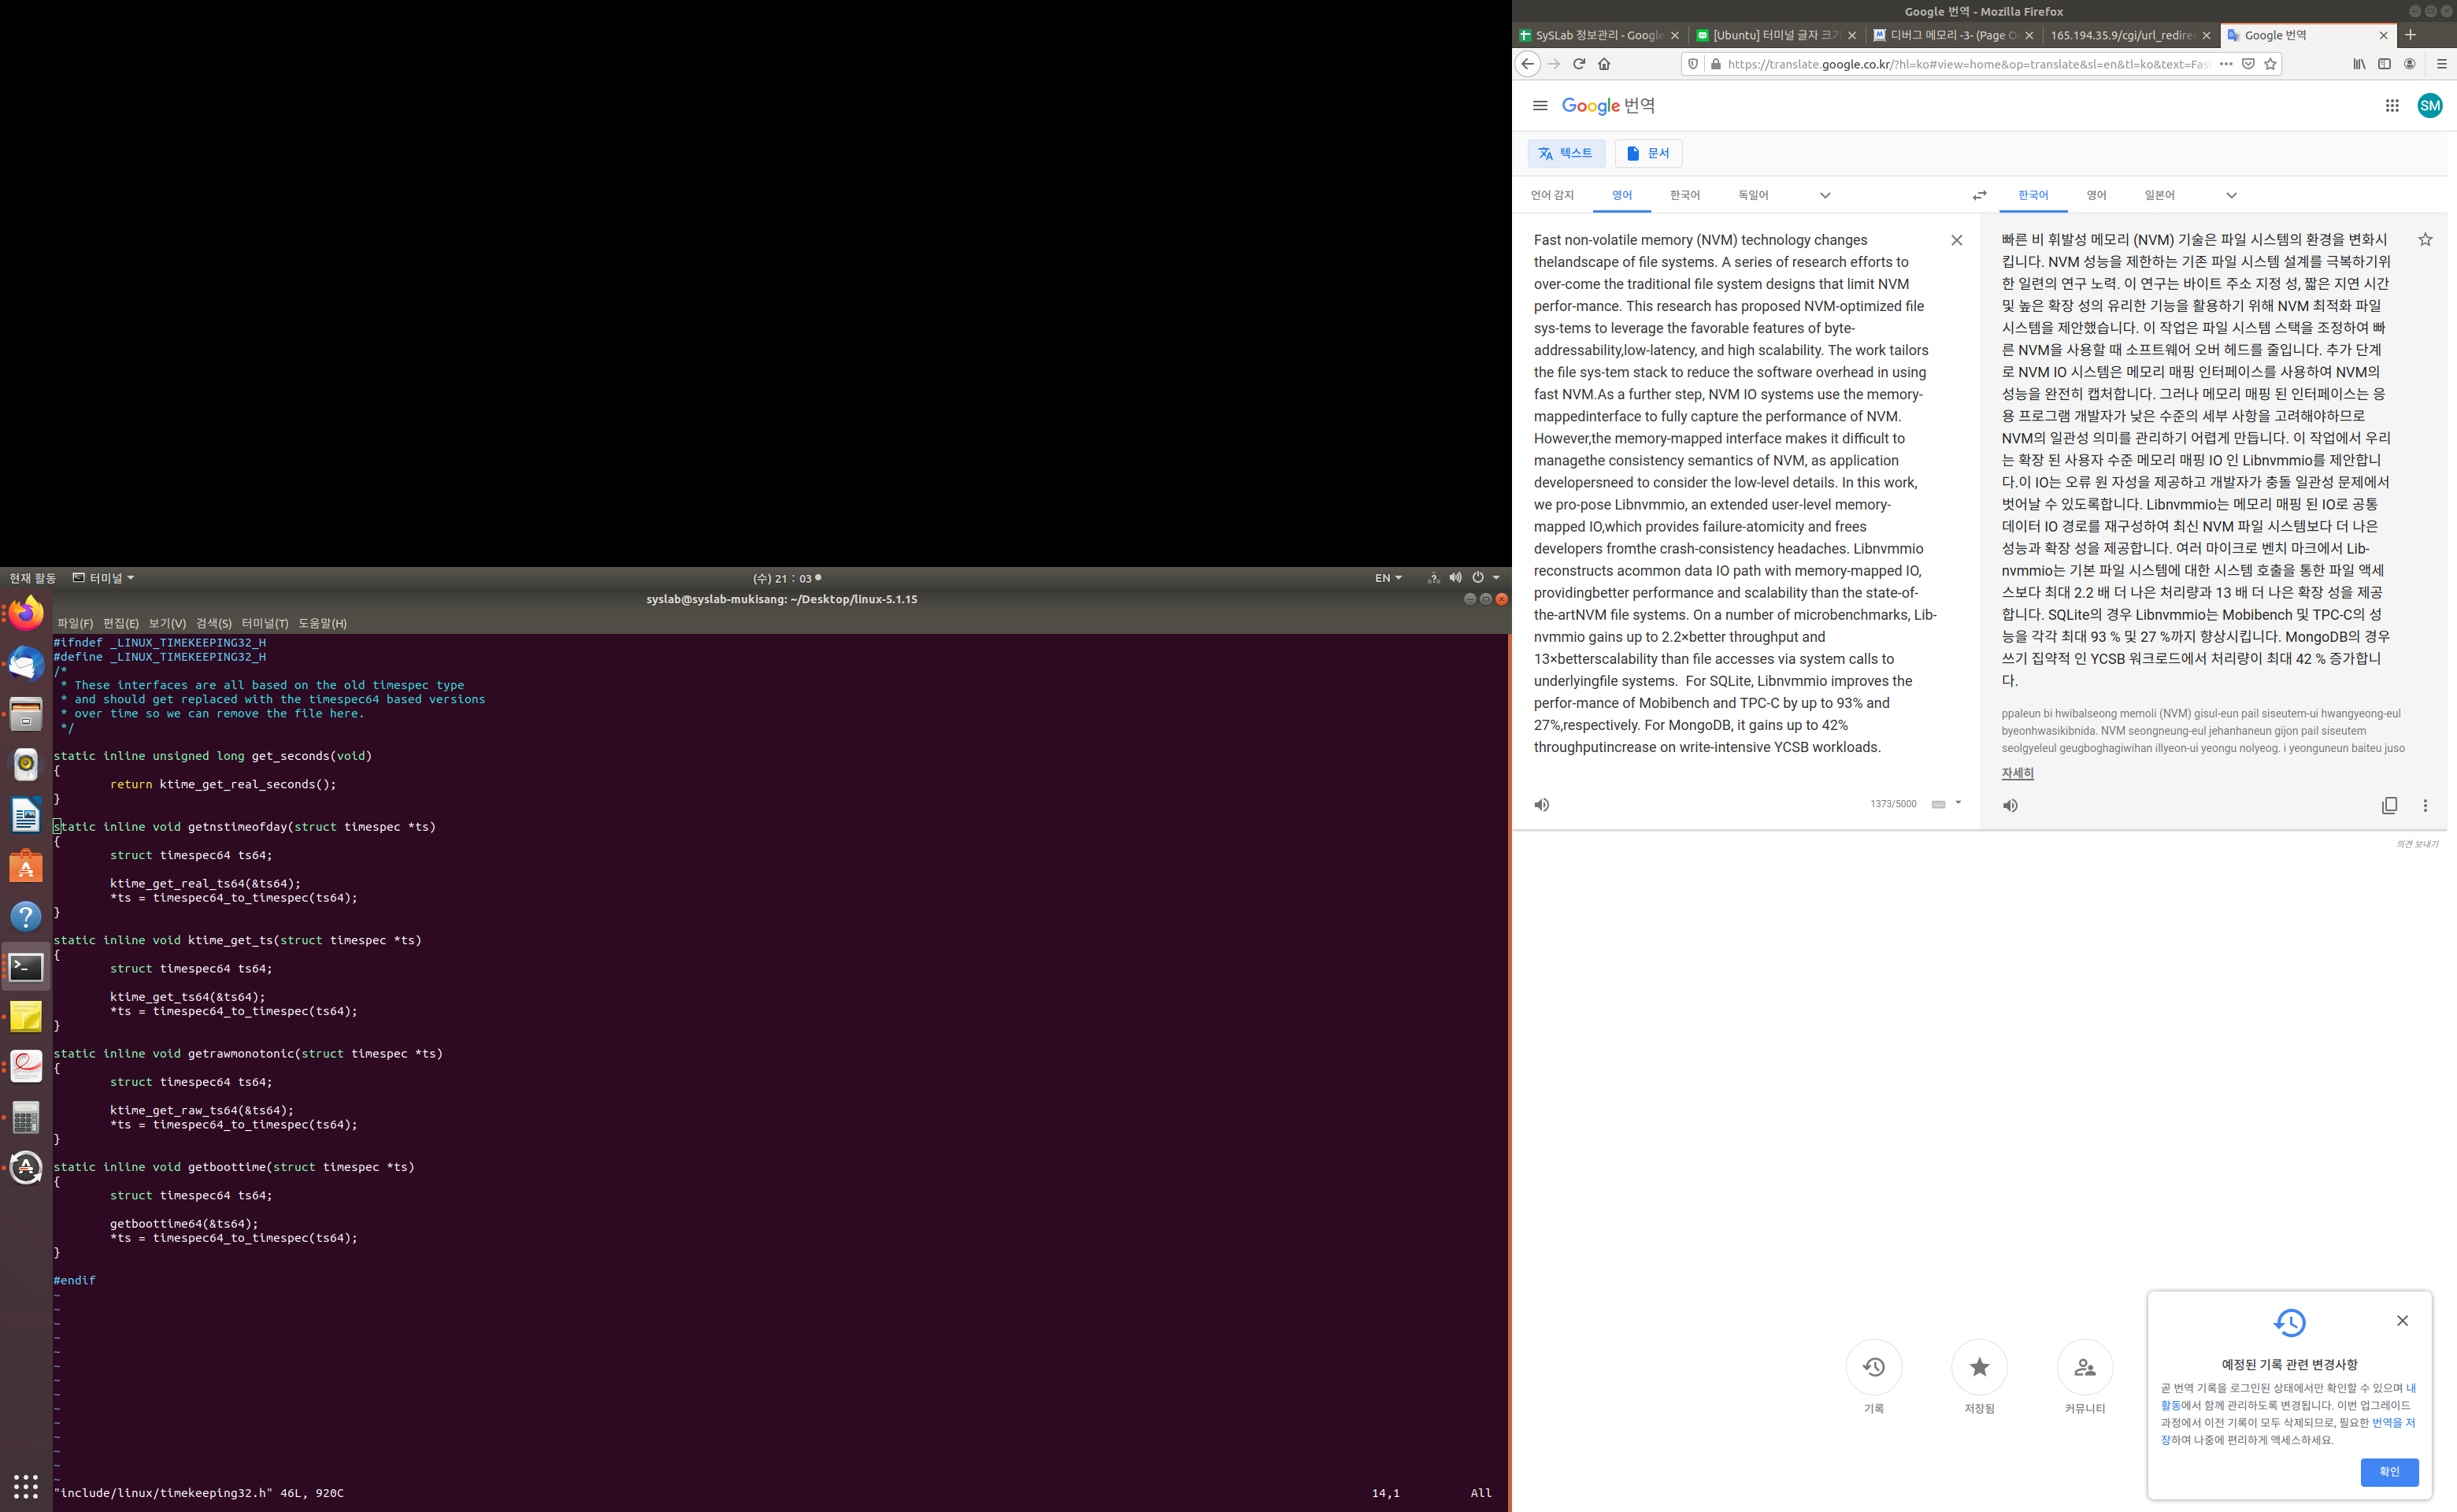 현재 활동
터미널
(수) 21 : 03
EN
syslab@syslab-mukisang: ~/Desktop/linux-5.1.15
파일(F) 편집(E) 보기(V) 검색(S) 터미널(T) 도움말(H)
#ifndef _LINUX_TIMEKEEPING32_H
#define _LINUX_TIMEKEEPING32_H
/*
 * These interfaces are all based on the old timespec type
 * and should get replaced with the timespec64 based versions
 * over time so we can remove the file here.
 */
static inline unsigned long get_seconds(void)
{
        return ktime_get_real_seconds();
}
static inline void getnstimeofday(struct timespec *ts)
{
        struct timespec64 ts64;
        ktime_get_real_ts64(&ts64);
        *ts = timespec64_to_timespec(ts64);
}
static inline void ktime_get_ts(struct timespec *ts)
{
        struct timespec64 ts64;
        ktime_get_ts64(&ts64);
        *ts = timespec64_to_timespec(ts64);
}
static inline void getrawmonotonic(struct timespec *ts)
{
        struct timespec64 ts64;
        ktime_get_raw_ts64(&ts64);
        *ts = timespec64_to_timespec(ts64);
}
static inline void getboottime(struct timespec *ts)
{
        struct timespec64 ts64;
        getboottime64(&ts64);
        *ts = timespec64_to_timespec(ts64);
}
#endif
~
~
~
~
~
~
~
~
~
~
~
~
~
~
"include/linux/timekeeping32.h" 46L, 920C
14,1
All
Google 번역 - Mozilla Firefox
SySLab 정보관리 - Google
[Ubuntu] 터미널 글자 크기
디버그 메모리 -3- (Page O
165.194.35.9/cgi/url_redirec
Google 번역
https://translate.google.co.kr/?hl=ko#view=home&op=translate&sl=en&tl=ko&text=Fast
Google 번역
SM
텍스트
문서
언어 감지 영어 한국어 독일어
한국어 영어 일본어
Fast non-volatile memory (NVM) technology changes
thelandscape of file systems. A series of research efforts to
over-come the traditional file system designs that limit NVM
perfor-mance. This research has proposed NVM-optimized file
sys-tems to leverage the favorable features of byte-
addressability,low-latency, and high scalability. The work tailors
the file sys-tem stack to reduce the software overhead in using
fast NVM.As a further step, NVM IO systems use the memory-
mappedinterface to fully capture the performance of NVM.
However,the memory-mapped interface makes it difficult to
managethe consistency semantics of NVM, as application
developersneed to consider the low-level details. In this work,
we pro-pose Libnvmmio, an extended user-level memory-
mapped IO,which provides failure-atomicity and frees
developers fromthe crash-consistency headaches. Libnvmmio
reconstructs acommon data IO path with memory-mapped IO,
providingbetter performance and scalability than the state-of-
the-artNVM file systems. On a number of microbenchmarks, Lib-
nvmmio gains up to 2.2×better throughput and
13×betterscalability than file accesses via system calls to
underlyingfile systems.  For SQLite, Libnvmmio improves the
perfor-mance of Mobibench and TPC-C by up to 93% and
27%,respectively. For MongoDB, it gains up to 42%
throughputincrease on write-intensive YCSB workloads.
1373/5000
빠른 비 휘발성 메모리 (NVM) 기술은 파일 시스템의 환경을 변화시
킵니다. NVM 성능을 제한하는 기존 파일 시스템 설계를 극복하기위
한 일련의 연구 노력. 이 연구는 바이트 주소 지정 성, 짧은 지연 시간
및 높은 확장 성의 유리한 기능을 활용하기 위해 NVM 최적화 파일
시스템을 제안했습니다. 이 작업은 파일 시스템 스택을 조정하여 빠
른 NVM을 사용할 때 소프트웨어 오버 헤드를 줄입니다. 추가 단계
로 NVM IO 시스템은 메모리 매핑 인터페이스를 사용하여 NVM의
성능을 완전히 캡처합니다. 그러나 메모리 매핑 된 인터페이스는 응
용 프로그램 개발자가 낮은 수준의 세부 사항을 고려해야하므로
NVM의 일관성 의미를 관리하기 어렵게 만듭니다. 이 작업에서 우리
는 확장 된 사용자 수준 메모리 매핑 IO 인 Libnvmmio를 제안합니
다.이 IO는 오류 원 자성을 제공하고 개발자가 충돌 일관성 문제에서
벗어날 수 있도록합니다. Libnvmmio는 메모리 매핑 된 IO로 공통
데이터 IO 경로를 재구성하여 최신 NVM 파일 시스템보다 더 나은
성능과 확장 성을 제공합니다. 여러 마이크로 벤치 마크에서 Lib-
nvmmio는 기본 파일 시스템에 대한 시스템 호출을 통한 파일 액세
스보다 최대 2.2 배 더 나은 처리량과 13 배 더 나은 확장 성을 제공
합니다. SQLite의 경우 Libnvmmio는 Mobibench 및 TPC-C의 성
능을 각각 최대 93 % 및 27 %까지 향상시킵니다. MongoDB의 경우
쓰기 집약적 인 YCSB 워크로드에서 처리량이 최대 42 % 증가합니
다.
ppaleun bi hwibalseong memoli (NVM) gisul-eun pail siseutem-ui hwangyeong-eul
byeonhwasikibnida. NVM seongneung-eul jehanhaneun gijon pail siseutem
seolgyeleul geugboghagiwihan illyeon-ui yeongu nolyeog. i yeonguneun baiteu juso
자세히
의견 보내기
기록
저장됨
커뮤니티
예정된 기록 관련 변경사항
곧 번역 기록을 로그인된 상태에서만 확인할 수 있으며 내
활동에서 함께 관리하도록 변경됩니다. 이번 업그레이드
과정에서 이전 기록이 모두 삭제되므로, 필요한 번역을 저
장하여 나중에 편리하게 액세스하세요.
확인